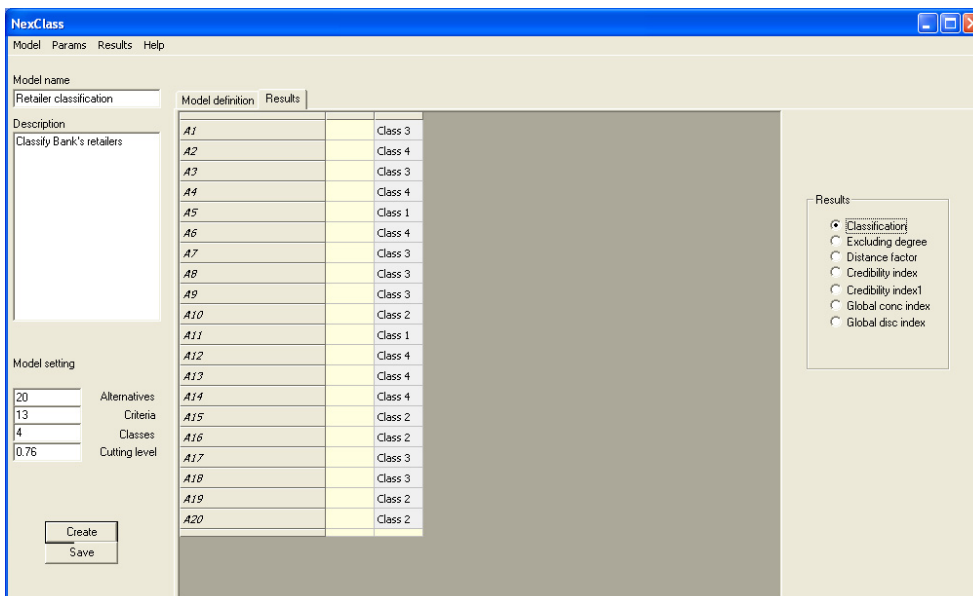 NexClass
Model Params Results Help
Model name
Retailer classification
Description
Classify Bank's retailers
Model setting
20 Alternatives
13 Criteria
4 Classes
0.76 Cutting level
Create
Save
Model definition Results
A1 Class 3
A2 Class 4
A3 Class 3
A4 Class 4
A5 Class 1
A6 Class 4
A7 Class 3
A8 Class 3
A9 Class 3
A10 Class 2
A11 Class 1
A12 Class 4
A13 Class 4
A14 Class 4
A15 Class 2
A16 Class 2
A17 Class 3
A18 Class 3
A19 Class 2
A20 Class 2
Results
Classification
Excluding degree
Distance factor
Credibility index
Credibility index1
Global conc index
Global disc index